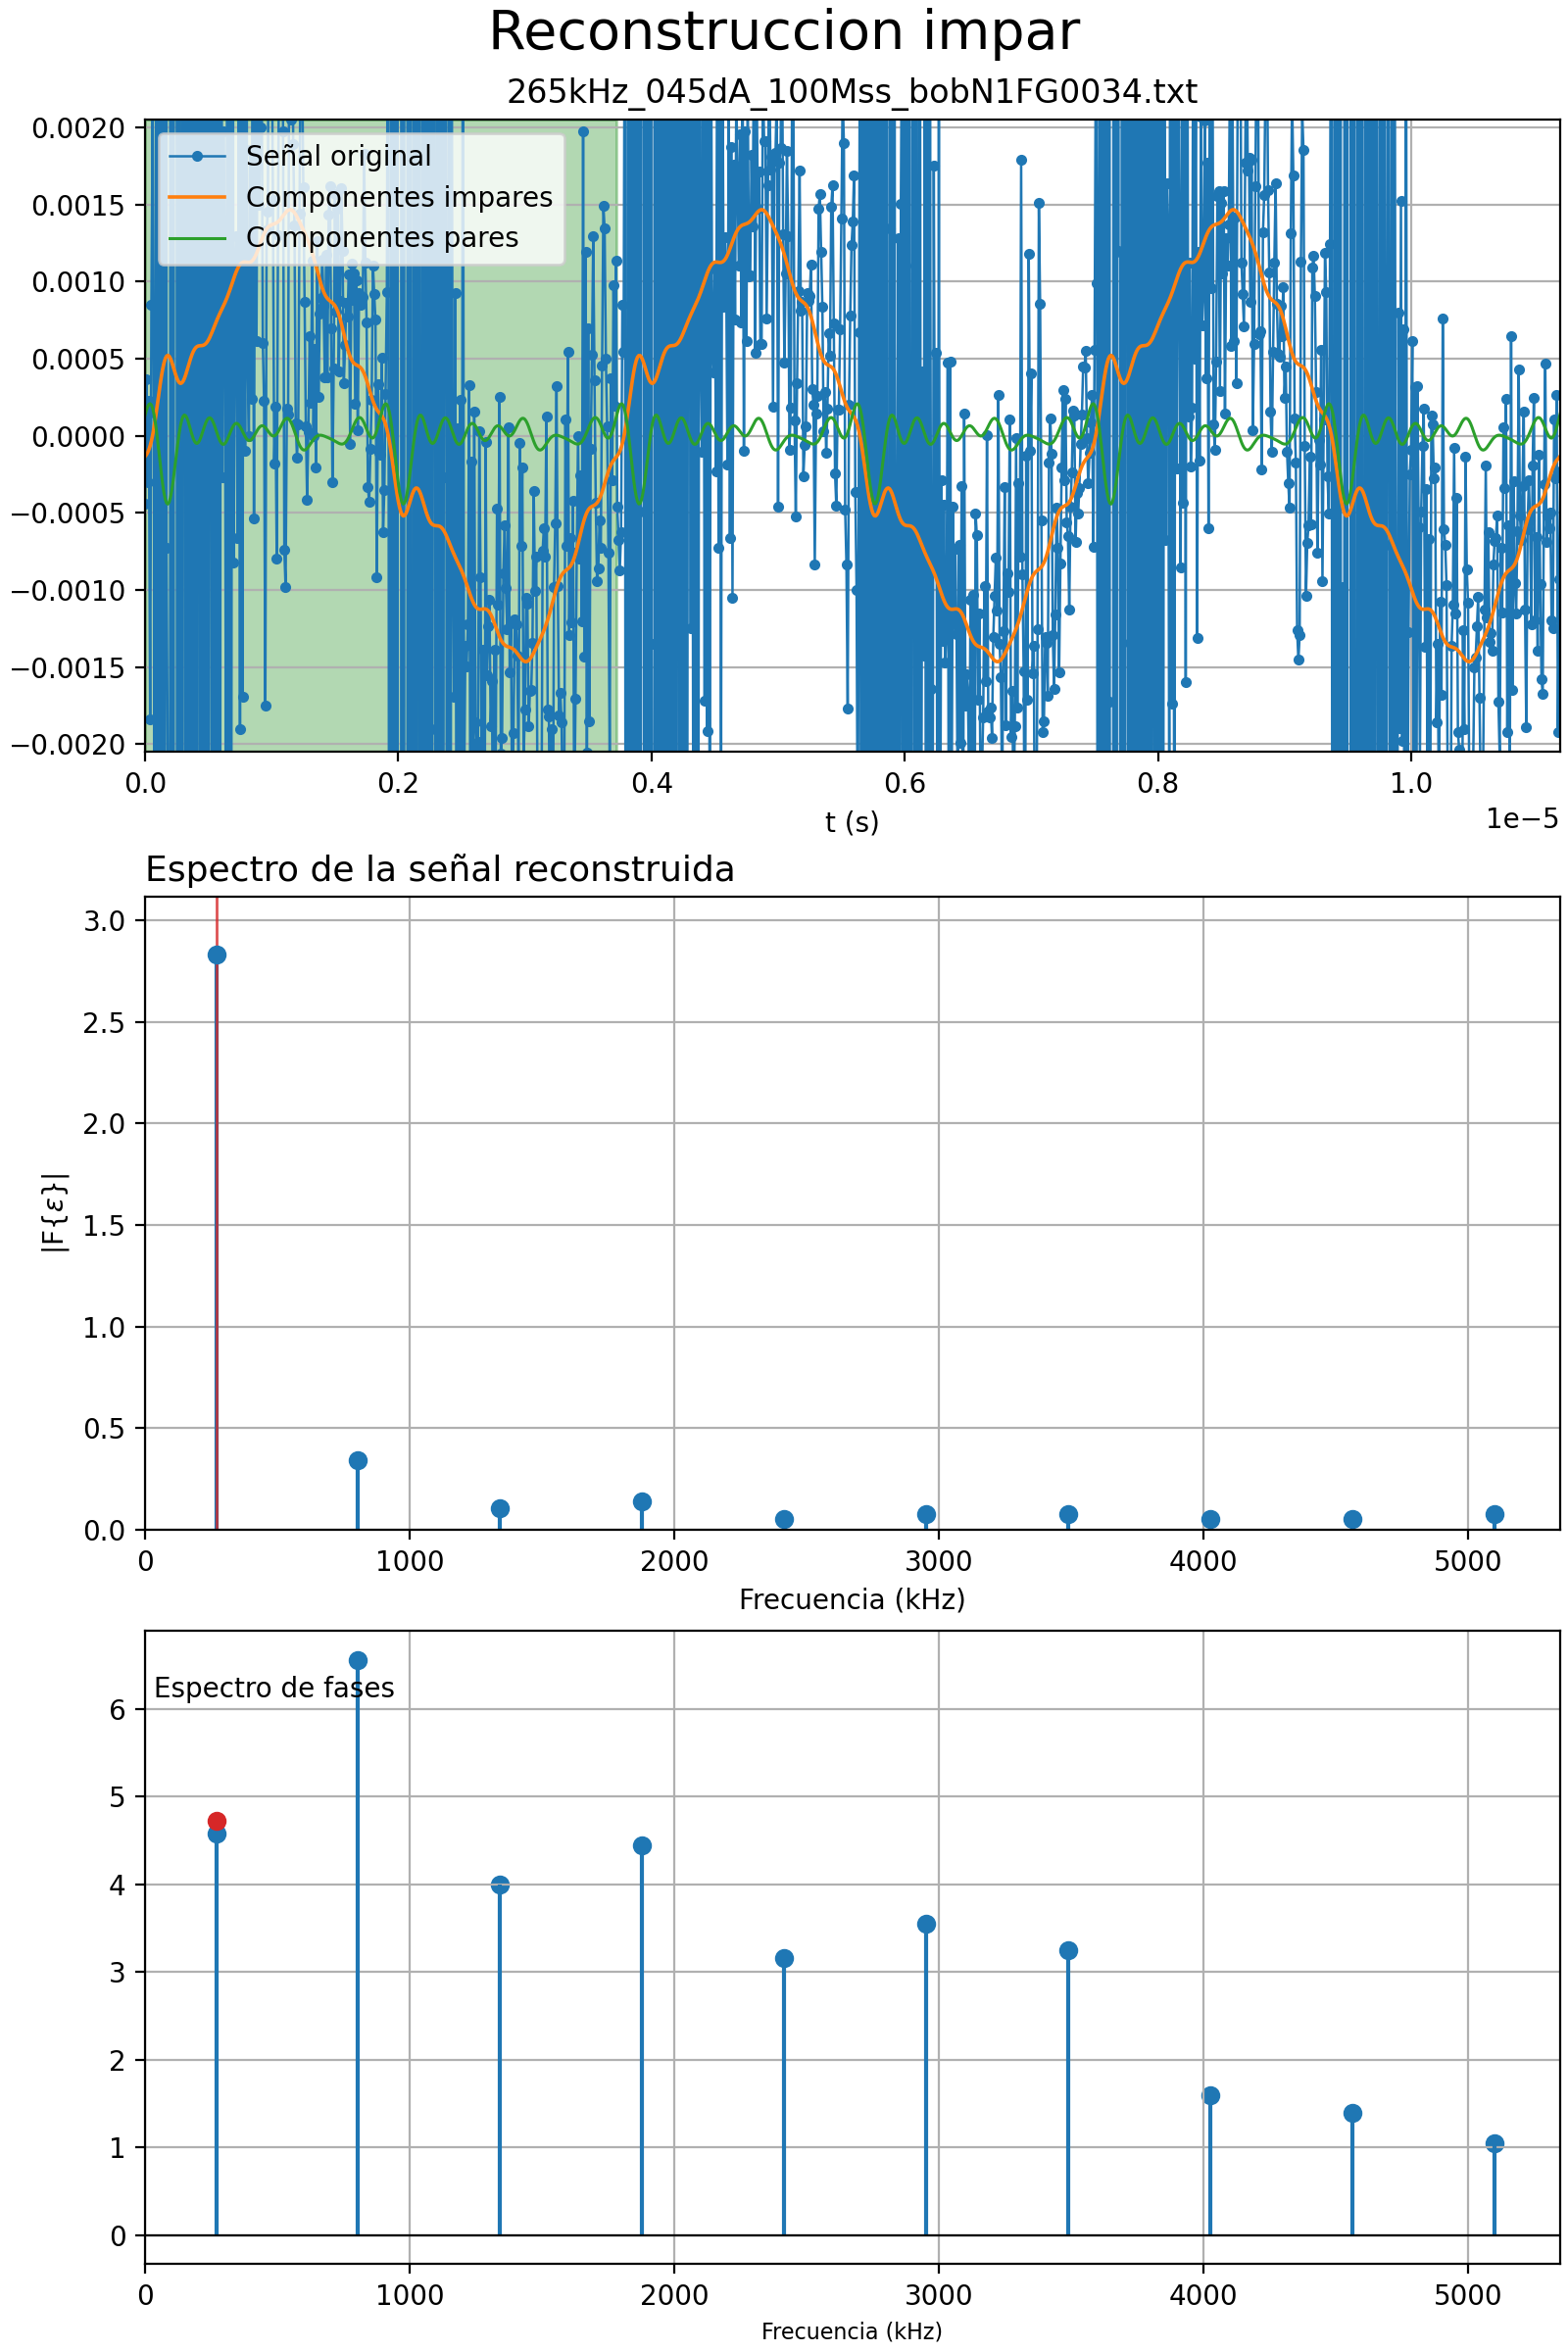 Reconstruccion impar
265kHz_045dA_100Mss_bobN1FG0034.txt
0.0020
0.0015
0.0010
0.0005
0.0000
−0.0005
−0.0010
−0.0015
−0.0020
Señal original
Componentes impares
Componentes pares
0.0 0.2 0.4 0.6 0.8 1.0
t (s)
1e−5
Espectro de la señal reconstruida
3.0
2.5
2.0
1.5
1.0
0.5
0.0
|F{ε}|
0 1000 2000 3000 4000 5000
Frecuencia (kHz)
Espectro de fases
6
5
4
3
2
1
0
0 1000 2000 3000 4000 5000
Frecuencia (kHz)